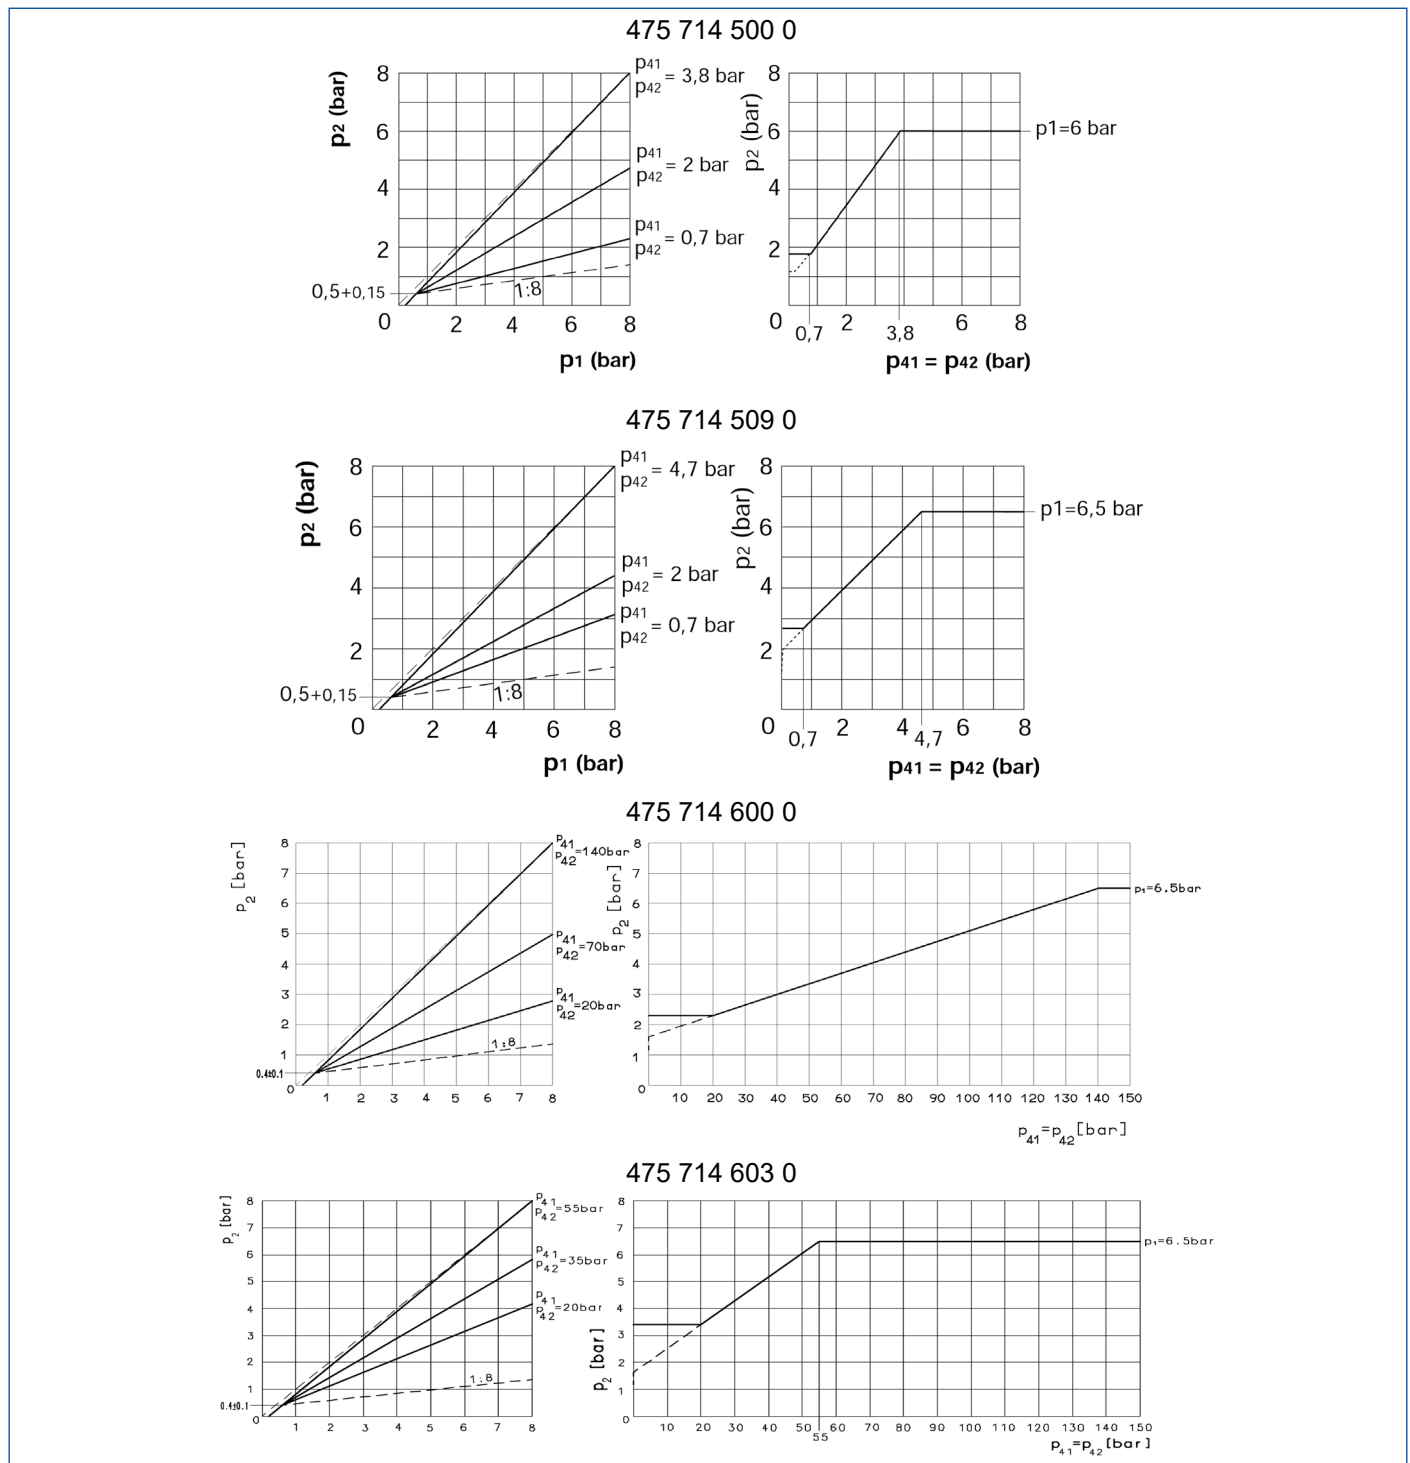 475 714 500 0
p2 (bar)
8
6
4
2
0,5+0,15
0
2
4
6
8
p1 (bar)
p41
p42 = 3,8 bar
p41
p42 = 2 bar
p41
p42 = 0,7 bar
1:8
p2 (bar)
8
6
4
2
0
0,7
2
3,8
6
8
p1=6 bar
p41 = p42 (bar)
475 714 509 0
p2 (bar)
8
6
4
2
0,5+0,15
0
2
4
6
8
p1 (bar)
p41
p42 = 4,7 bar
p41
p42 = 2 bar
p41
p42 = 0,7 bar
1:8
p2 (bar)
8
6
4
2
0
0,7
2
4
4,7
6
8
p1=6,5 bar
p41 = p42 (bar)
475 714 600 0
p2 [bar]
8
7
6
5
4
3
2
1
0.4±0.1
0
1 2 3 4 5 6 7 8
p41
p42=140bar
p41
p42=70bar
p41
p42=20bar
1:8
p2 [bar]
8
7
6
5
4
3
2
1
0
10 20 30 40 50 60 70 80 90 100 110 120 130 140 150
p1=6.5bar
p41=p42[bar]
475 714 603 0
p2 [bar]
8
7
6
5
4
3
2
1
0.4±0.1
0
1 2 3 4 5 6 7 8
p41
p42=55bar
p41
p42=35bar
p41
p42=20bar
1:8
p2 [bar]
8
7
6
5
4
3
2
1
0
10 20 30 40 50 60 70 80 90 100 110 120 130 140 150
55
p1=6.5bar
p41=p42[bar]